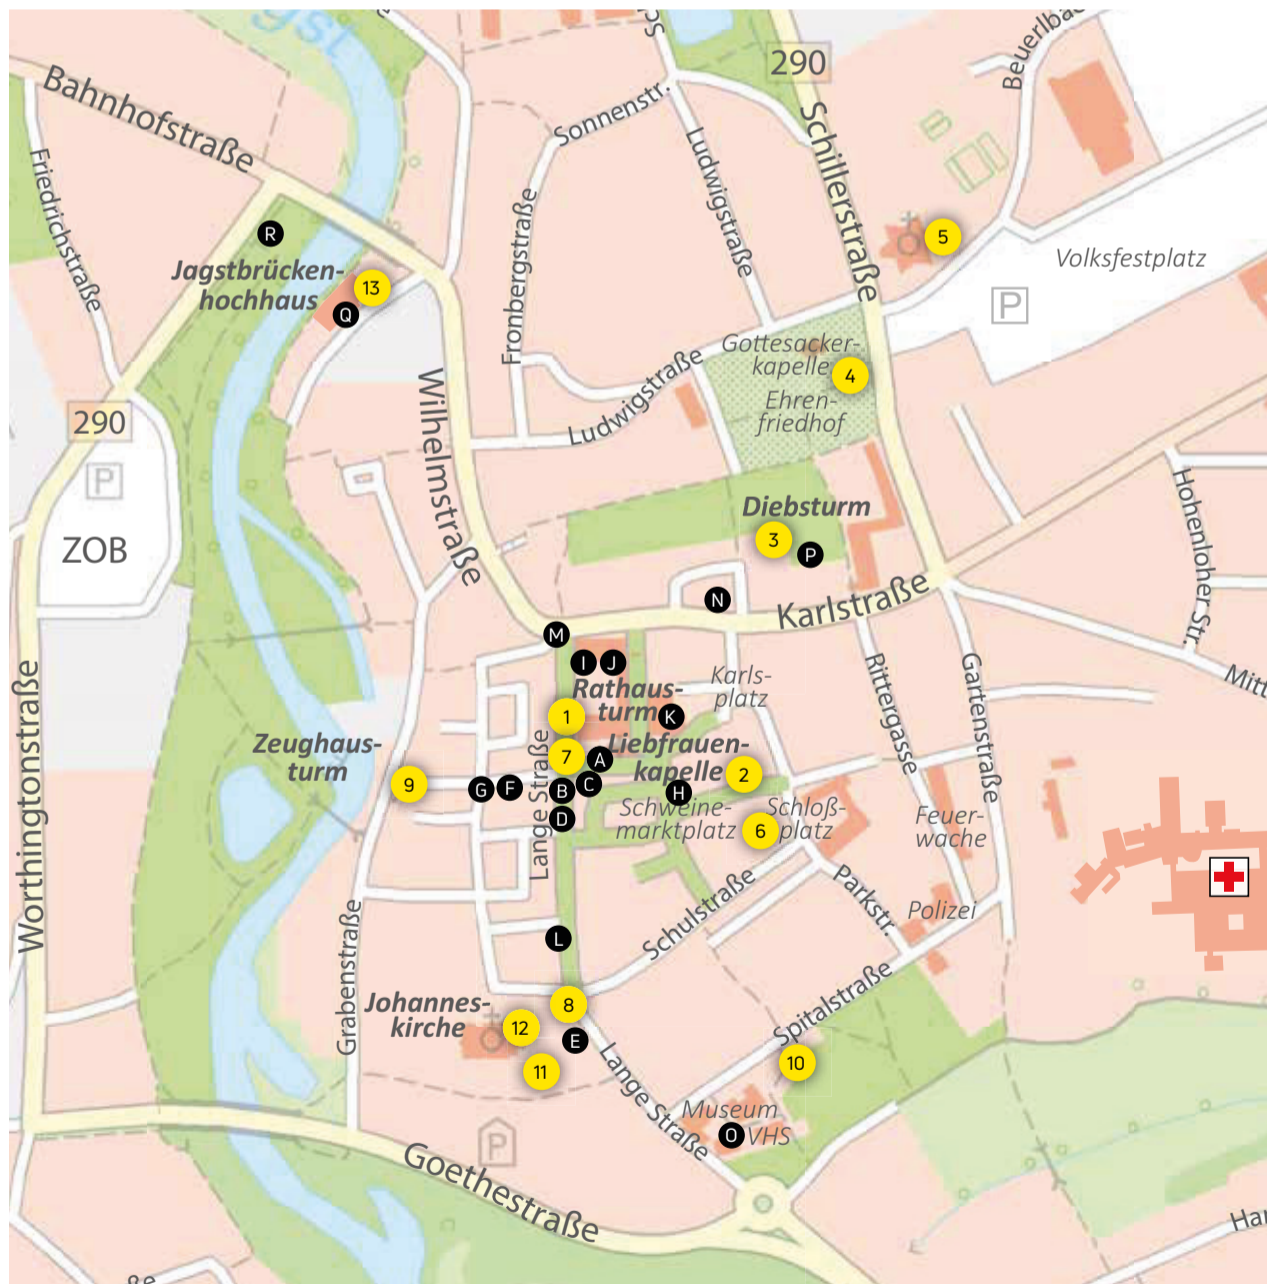 gst
290
Bahnhofstraße
Sonnenstr.
Beuerlbac
Friedrichstraße
Ludwigstraße
Schillerstraße
5
R
Jagstbrücken-
hochhaus
13
Q
Fronbergstraße
Volksfestplatz
P
Gottesacker-
kapelle
4
Ehren-
friedhof
Ludwigstraße
Wilhelmstraße
290
P
ZOB
Diebsturm
3
P
Hohenloher Str.
N
Karlstraße
M
I
J
Rathaus-
turm
K
Karls-
platz
Rittergasse
Gartenstraße
Mitt
1
7
A
Liebfrauen-
kapelle
2
Zeughaus-
turm
9
G
F
B
C
H
D
Lange Straße
Schweine-
marktplatz
Schloß-
platz
6
Feuer-
wache
Worthingtonstraße
Parkstr.
Polizei
Schulstraße
L
Grabenstraße
8
Johannes-
kirche
12
E
11
Spitalstraße
10
Lange Straße
Museum
O
VHS
P
Goethestraße
Har